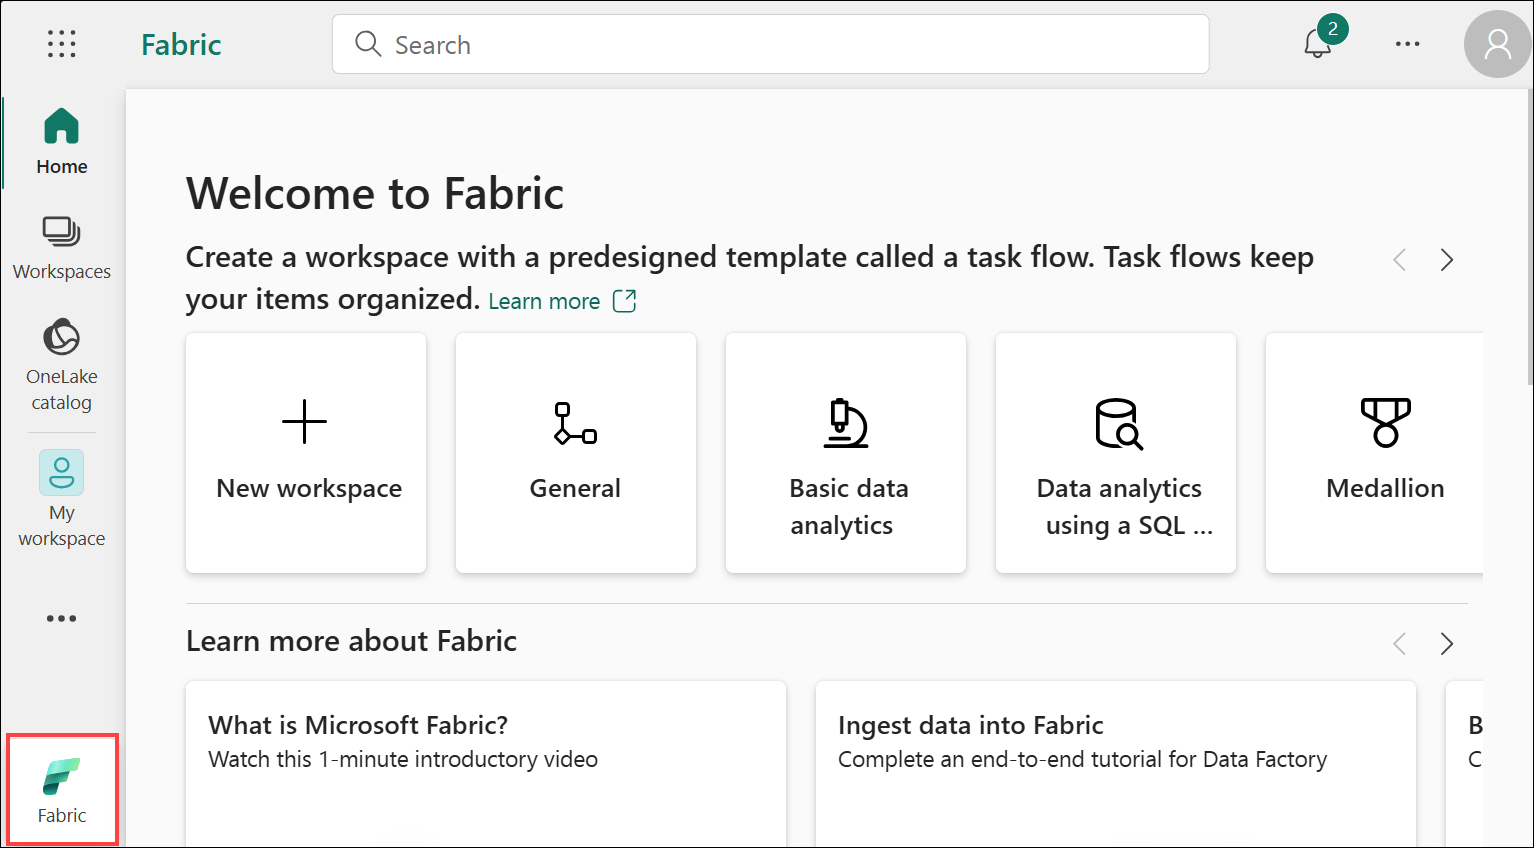 Fabric
Search
2
Home
Workspaces
OneLake
catalog
My
workspace
Fabric
Welcome to Fabric
Create a workspace with a predesigned template called a task flow. Task flows keep
your items organized. Learn more
New workspace
General
Basic data
analytics
Data analytics
using a SQL ...
Medallion
Learn more about Fabric
What is Microsoft Fabric?
Watch this 1-minute introductory video
Ingest data into Fabric
Complete an end-to-end tutorial for Data Factory
B
C